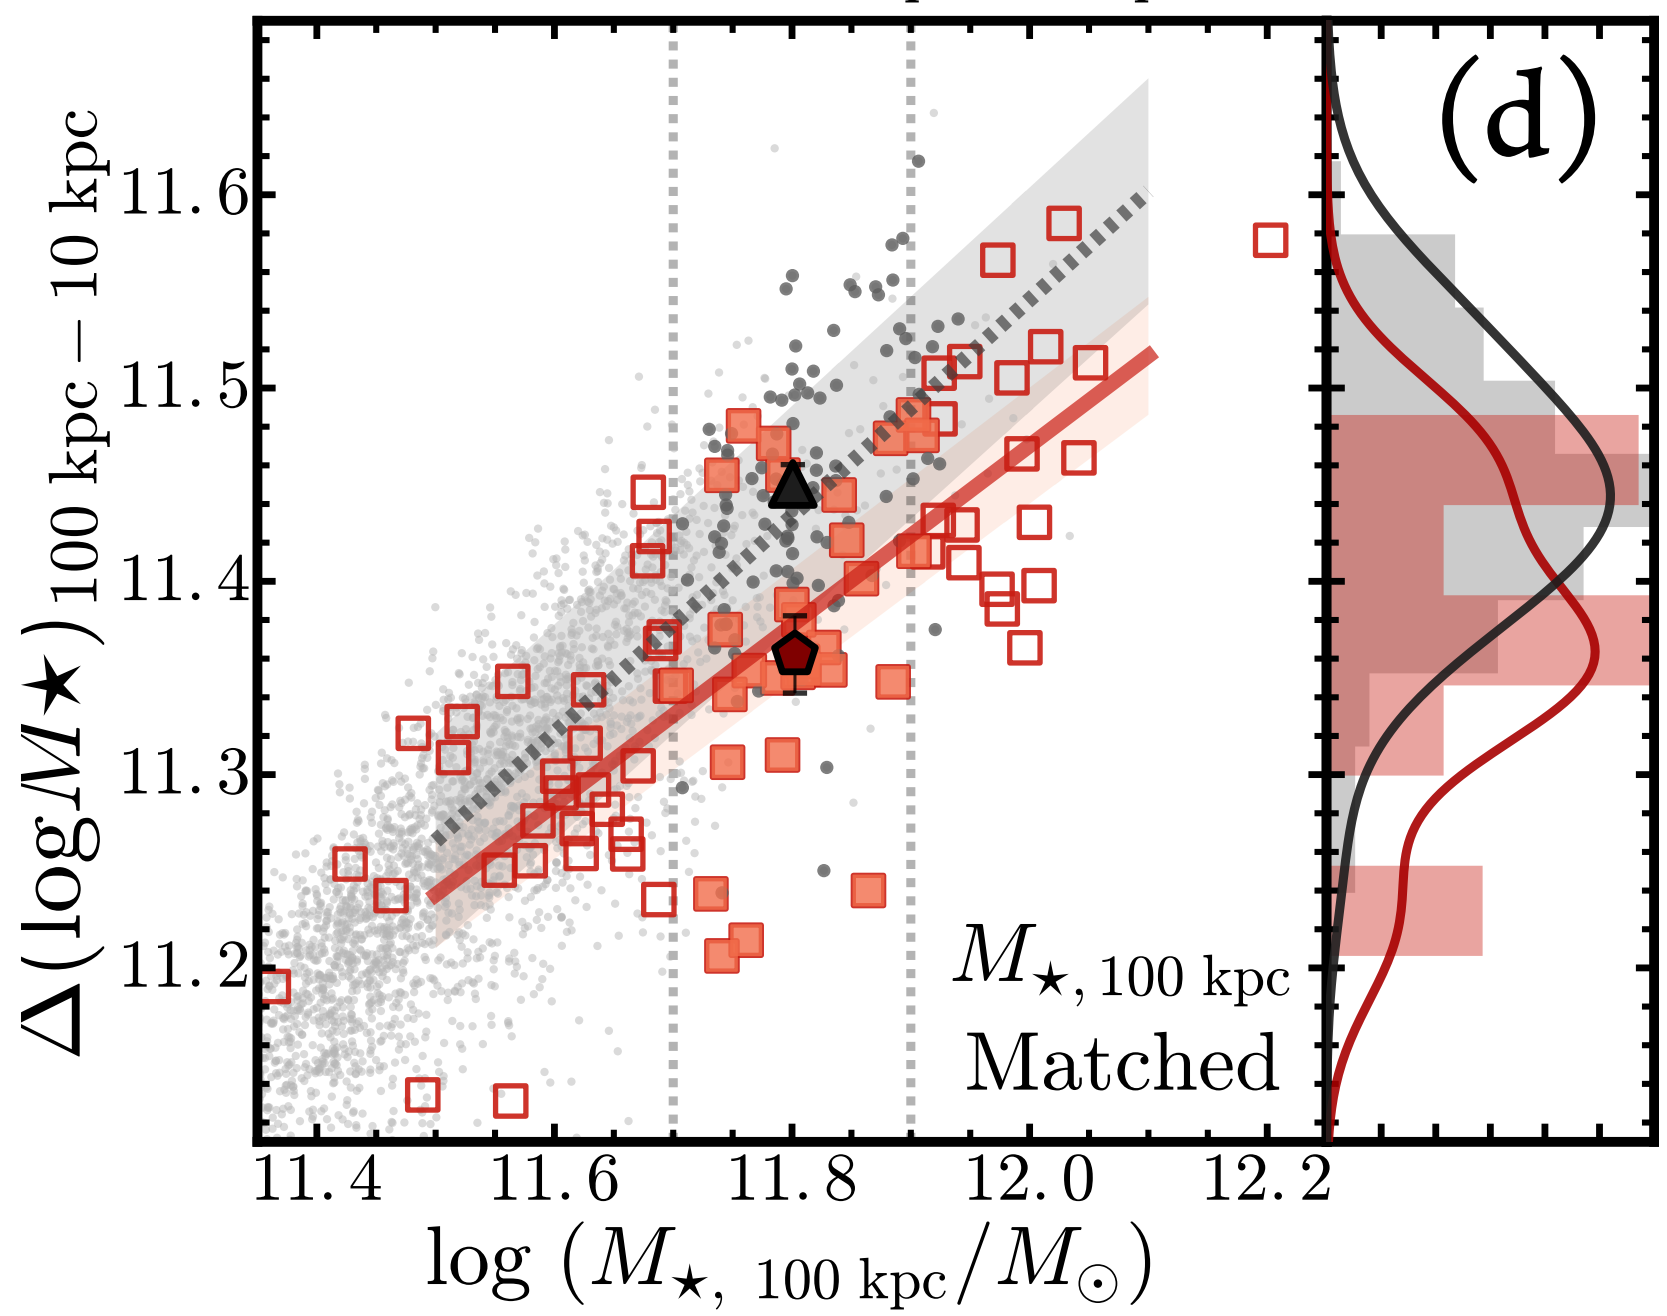 (d)
Δ(log M★)100 kpc−10 kpc
11.6
11.5
11.4
11.3
11.2
M★,100 kpc
Matched
11.4 11.6 11.8 12.0 12.2
log (M★, 100 kpc/M⊙)